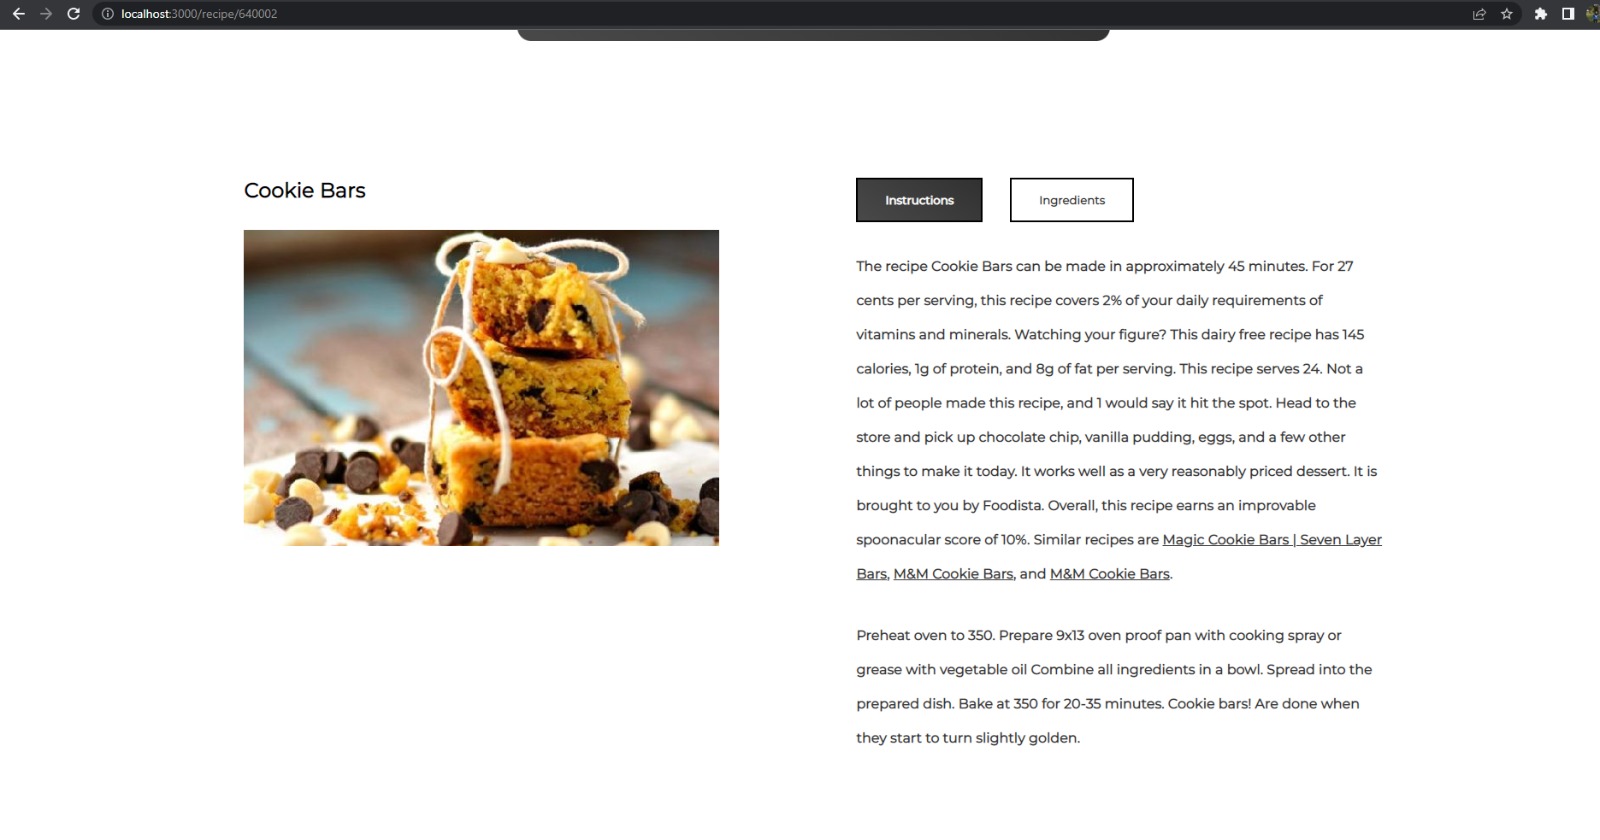 localhost:3000/recipe/640002
Cookie Bars
Instructions
Ingredients
The recipe Cookie Bars can be made in approximately 45 minutes. For 27
cents per serving, this recipe covers 2% of your daily requirements of
vitamins and minerals. Watching your figure? This dairy free recipe has 145
calories, 1g of protein, and 8g of fat per serving. This recipe serves 24. Not a
lot of people made this recipe, and 1 would say it hit the spot. Head to the
store and pick up chocolate chip, vanilla pudding, eggs, and a few other
things to make it today. It works well as a very reasonably priced dessert. It is
brought to you by Foodista. Overall, this recipe earns an improvable
spoonacular score of 10%. Similar recipes are Magic Cookie Bars | Seven Layer
Bars, M&M Cookie Bars, and M&M Cookie Bars.
Preheat oven to 350. Prepare 9x13 oven proof pan with cooking spray or
grease with vegetable oil Combine all ingredients in a bowl. Spread into the
prepared dish. Bake at 350 for 20-35 minutes. Cookie bars! Are done when
they start to turn slightly golden.